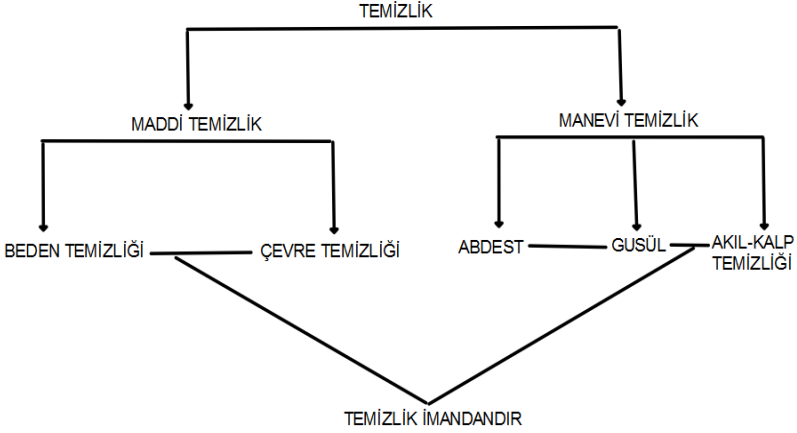 TEMİZLİK
MADDİ TEMİZLİK
MANEVİ TEMİZLİK
BEDEN TEMİZLİĞİ
ÇEVRE TEMİZLİĞİ
ABDEST
GUSÜL
AKIL-KALP
TEMİZLİĞİ
TEMİZLİK İMANDANDIR